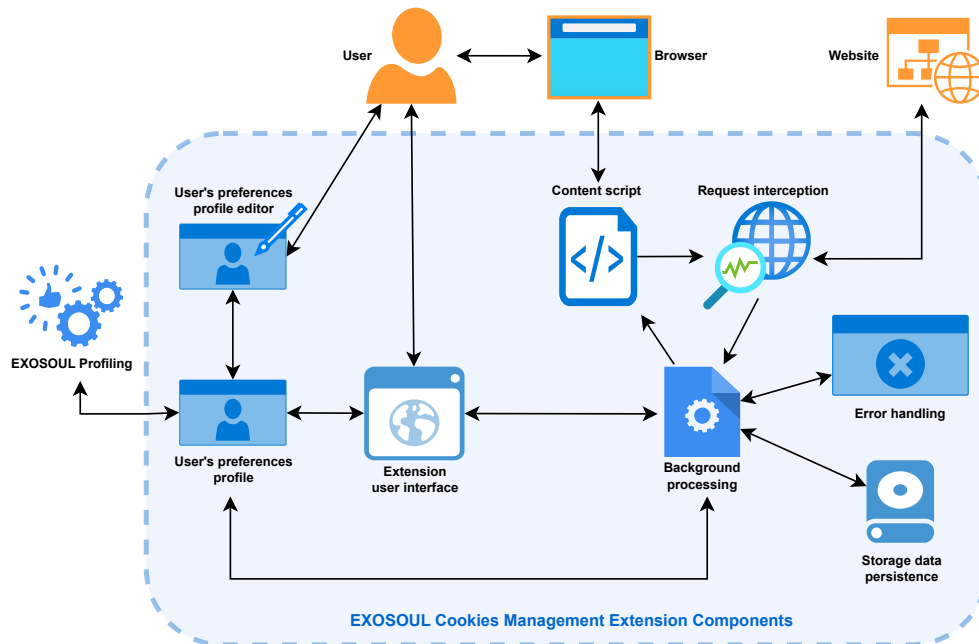 User
Browser
Website
User's preferences
profile editor
Content script
Request interception
EXOSOUL Profiling
Error handling
User's preferences
profile
Extension
user interface
Background
processing
Storage data
persistence
EXOSOUL Cookies Management Extension Components